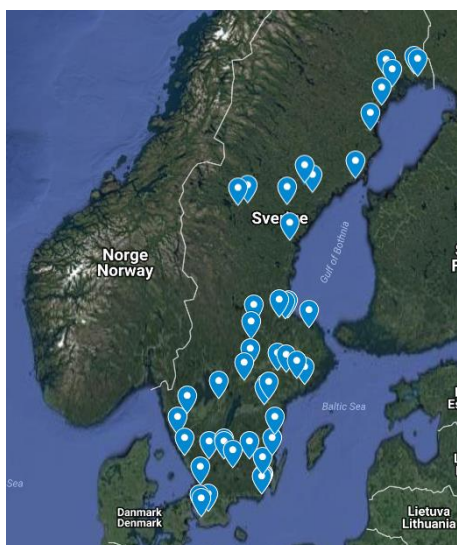 Sverige
Norge
Norway
Gulf of Bothnia
Baltic Sea
Sea
Danmark
Denmark
Lietuva
Lithuania